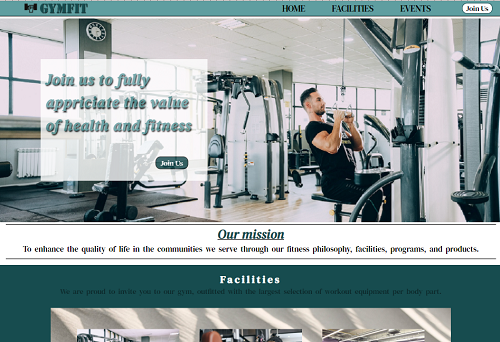 GYMFIT HOME FACILITIES EVENTS Join Us
Join us to fully
appriciate the value
of health and fitness
Join Us
Our mission
To enhance the quality of life in the communities we serve through our fitness philosophy, facilities, programs, and products.
Facilities
We are proud to invite you to our gym, outfitted with the largest selection of workout equipment per body part.